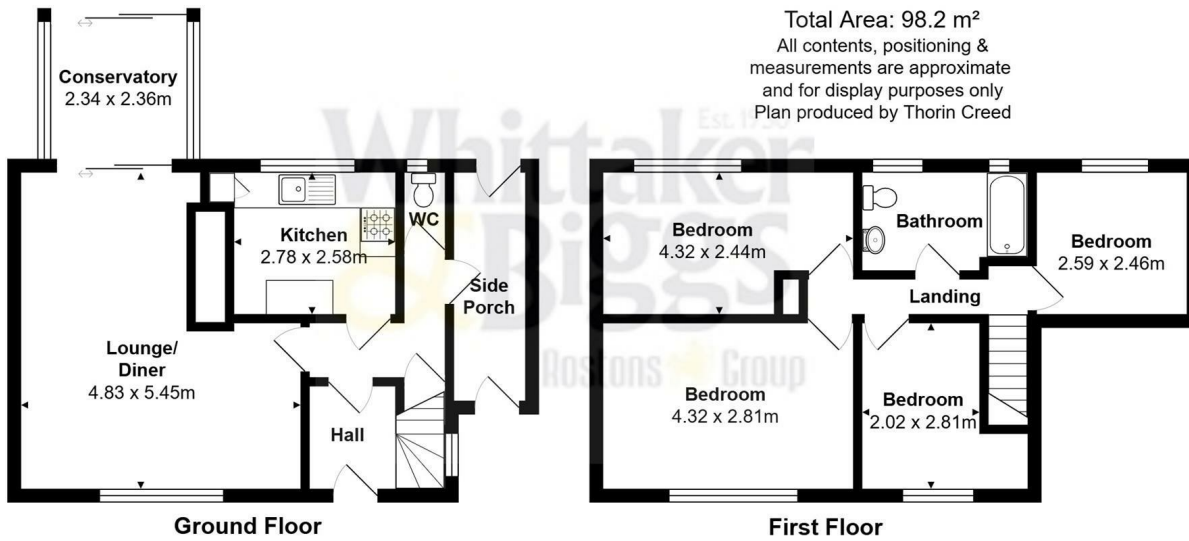 Total Area: 98.2 m²
All contents, positioning &
measurements are approximate
and for display purposes only
Plan produced by Thorin Creed
Conservatory
2.34 x 2.36m
Whittaker
& Biggs
Est. 1930
Rostons Group
Kitchen
2.78 x 2.58m
WC
Side
Porch
Lounge/
Diner
4.83 x 5.45m
Hall
Ground Floor
Bedroom
4.32 x 2.44m
Bathroom
Bedroom
2.59 x 2.46m
Landing
Bedroom
4.32 x 2.81m
Bedroom
2.02 x 2.81m
First Floor